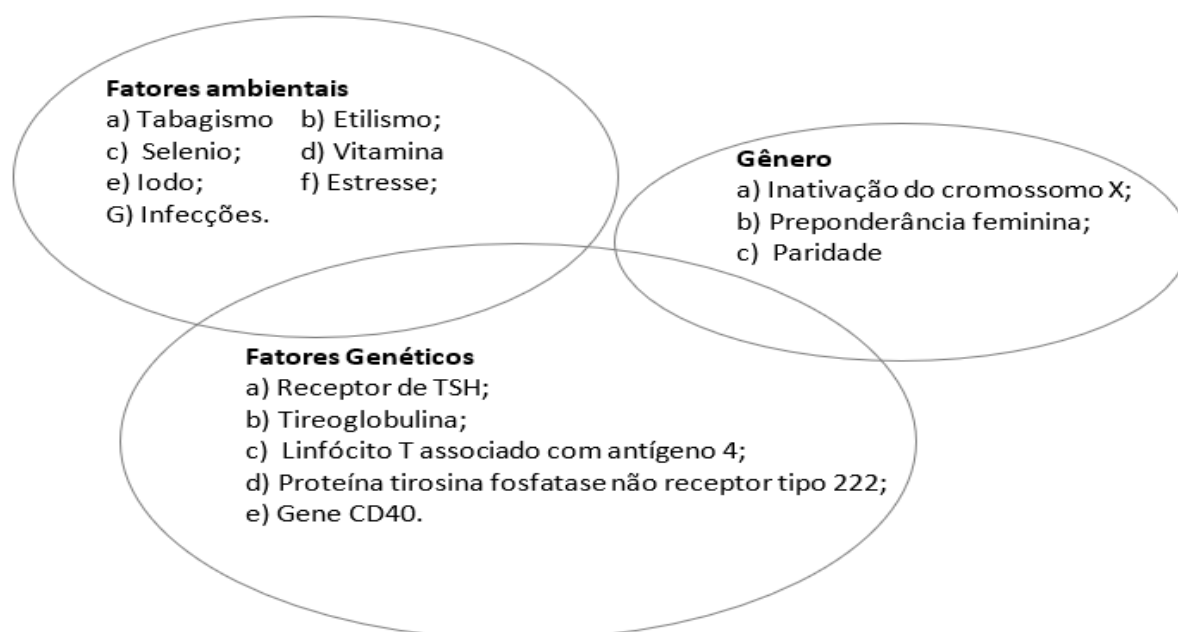 Fatores ambientais
a) Tabagismo b) Etilismo;
c) Selenio; d) Vitamina
e) Iodo; f) Estresse;
G) Infecções.
Gênero
a) Inativação do cromossomo X;
b) Preponderância feminina;
c) Paridade
Fatores Genéticos
a) Receptor de TSH;
b) Tireoglobulina;
c) Linfócito T associado com antígeno 4;
d) Proteína tirosina fosfatase não receptor tipo 222;
e) Gene CD40.